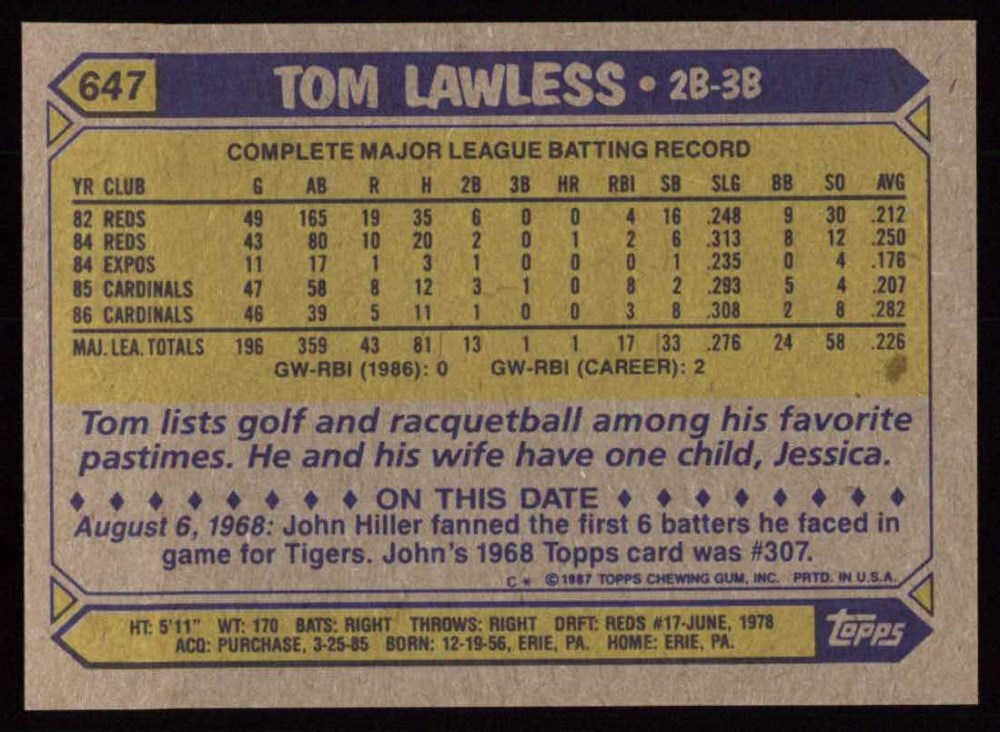 647 TOM LAWLESS • 2B-3B
COMPLETE MAJOR LEAGUE BATTING RECORD
YR CLUB G AB R H 2B 3B HR RBI SB SLG BB SO AVG
82 REDS 49 165 19 35 6 0 0 4 16 .248 9 30 .212
84 REDS 43 80 10 20 2 0 1 2 6 .313 8 12 .250
84 EXPOS 11 17 1 3 1 0 0 0 1 .235 0 4 .176
85 CARDINALS 47 58 8 12 3 1 0 8 2 .293 5 4 .207
86 CARDINALS 46 39 5 11 1 0 0 3 8 .308 2 8 .282
MAJ. LEA. TOTALS 196 359 43 81 13 1 1 17 33 .276 24 58 .226
GW-RBI (1986): 0 GW-RBI (CAREER): 2
Tom lists golf and racquetball among his favorite
pastimes. He and his wife have one child, Jessica.
♦ ♦ ♦ ♦ ♦ ♦ ♦ ♦ ON THIS DATE ♦ ♦ ♦ ♦ ♦ ♦ ♦ ♦
August 6, 1968: John Hiller fanned the first 6 batters he faced in
game for Tigers. John's 1968 Topps card was #307.
C* ©1987 TOPPS CHEWING GUM, INC. PRTD. IN U.S.A.
HT: 5'11" WT: 170 BATS: RIGHT THROWS: RIGHT DRFT: REDS #17-JUNE, 1978
ACQ: PURCHASE, 3-25-85 BORN: 12-19-56, ERIE, PA. HOME: ERIE, PA.
topps